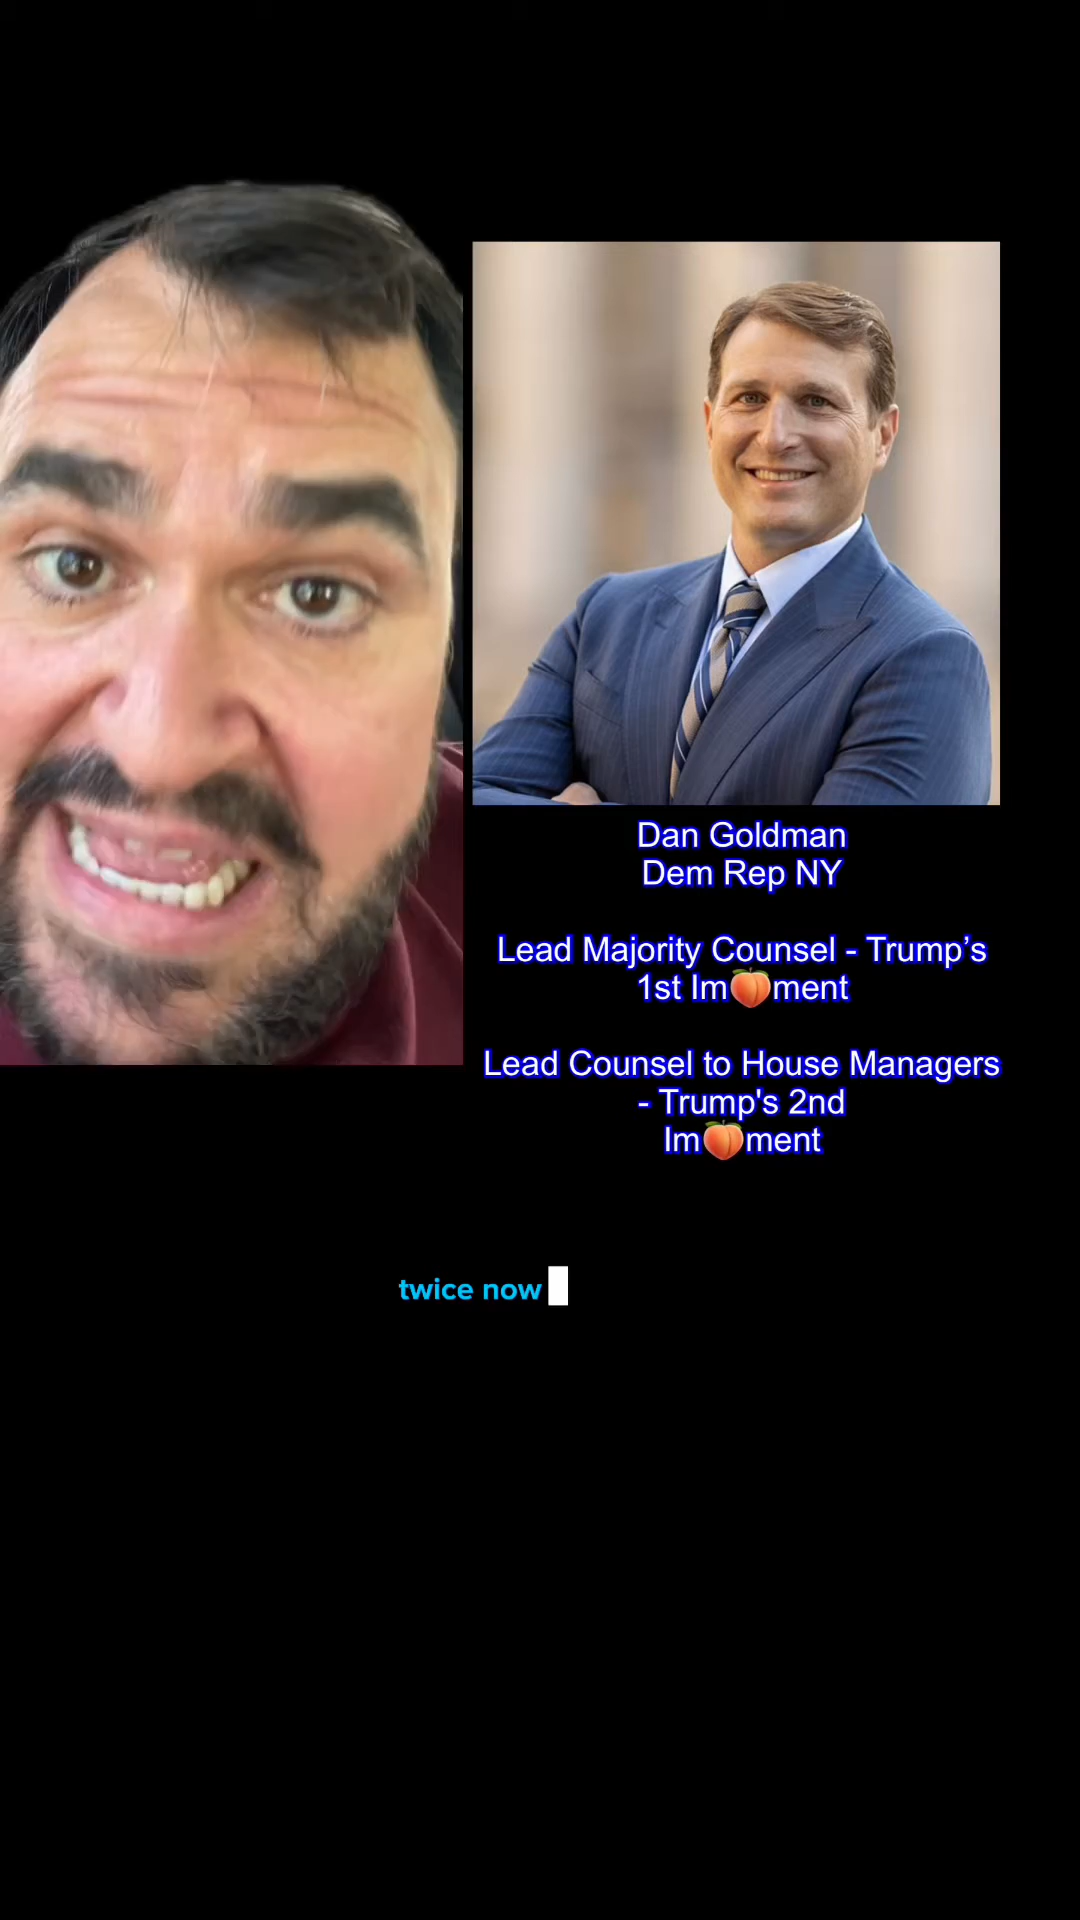 Dan Goldman
Dem Rep NY
Lead Majority Counsel - Trump’s
1st Im🍑ment
Lead Counsel to House Managers
- Trump's 2nd
Im🍑ment
twice now